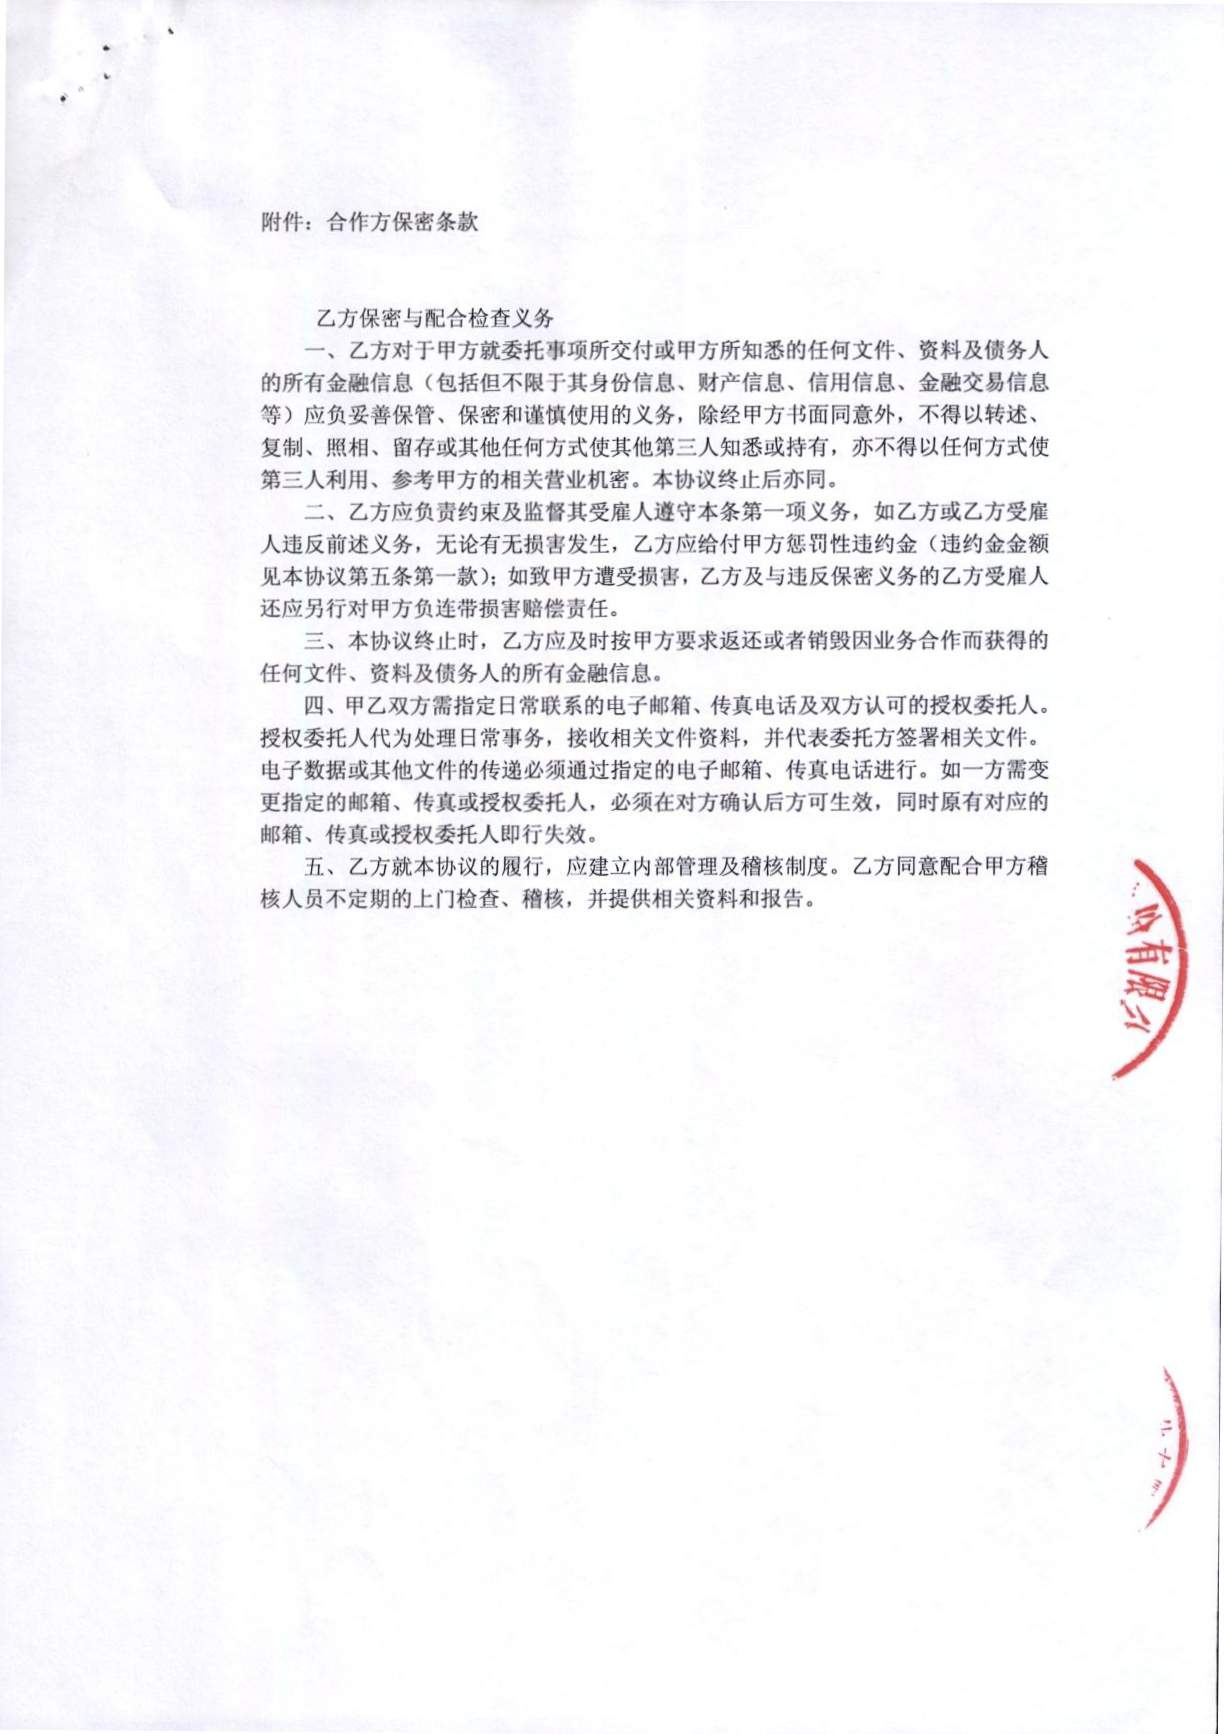 附件：合作方保密条款
乙方保密与配合检查义务
一、乙方对于甲方就委托事项所交付或甲方所知悉的任何文件、资料及债务人
的所有金融信息（包括但不限于其身份信息、财产信息、信用信息、金融交易信息
等）应负妥善保管、保密和谨慎使用的义务，除经甲方书面同意外，不得以转述、
复制、照相、留存或其他任何方式使其他第三人知悉或持有，亦不得以任何方式使
第三人利用、参考甲方的相关营业机密。本协议终止后亦同。
二、乙方应负责约束及监督其受雇人遵守本条第一项义务，如乙方或乙方受雇
人违反前述义务，无论有无损害发生，乙方应给付甲方惩罚性违约金（违约金金额
见本协议第五条第一款）；如致甲方遭受损害，乙方及与违反保密义务的乙方受雇人
还应另行对甲方负连带损害赔偿责任。
三、本协议终止时，乙方应及时按甲方要求返还或者销毁因业务合作而获得的
任何文件、资料及债务人的所有金融信息。
四、甲乙双方需指定日常联系的电子邮箱、传真电话及双方认可的授权委托人。
授权委托人代为处理日常事务，接收相关文件资料，并代表委托方签署相关文件。
电子数据或其他文件的传递必须通过指定的电子邮箱、传真电话进行。如一方需变
更指定的邮箱、传真或授权委托人，必须在对方确认后方可生效，同时原有对应的
邮箱、传真或授权委托人即行失效。
五、乙方就本协议的履行，应建立内部管理及稽核制度。乙方同意配合甲方稽
核人员不定期的上门检查、稽核，并提供相关资料和报告。
有限公